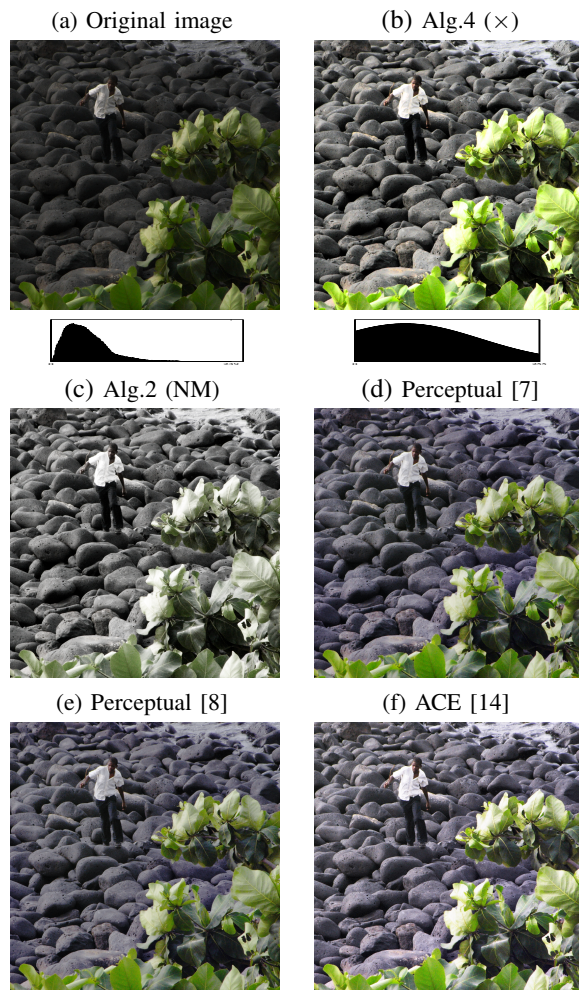 (a) Original image
(b) Alg.4 (×)
(c) Alg.2 (NM)
(d) Perceptual [7]
(e) Perceptual [8]
(f) ACE [14]